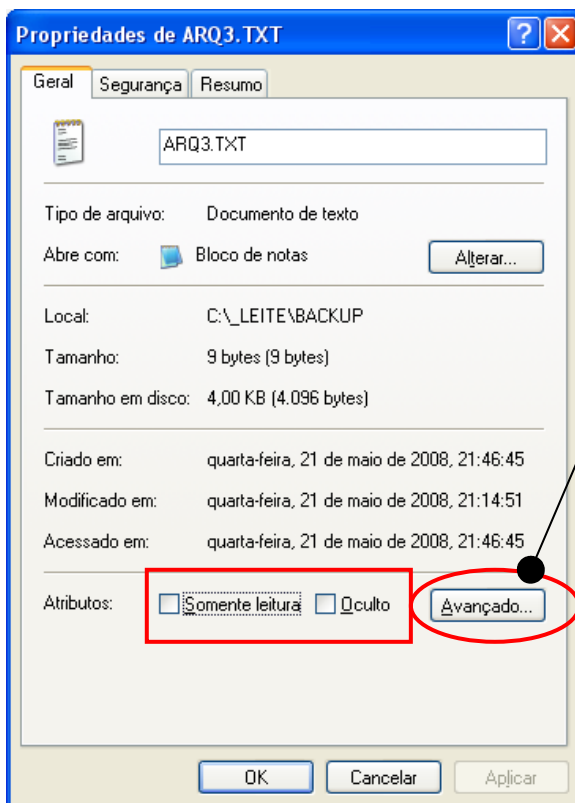 Propriedades de ARQ3.TXT
Geral Segurança Resumo
ARQ3.TXT
Tipo de arquivo: Documento de texto
Abre com: Bloco de notas Alterar...
Local: C:\_LEITE\BACKUP
Tamanho: 9 bytes (9 bytes)
Tamanho em disco: 4,00 KB (4.096 bytes)
Criado em: quarta-feira, 21 de maio de 2008, 21:46:45
Modificado em: quarta-feira, 21 de maio de 2008, 21:14:51
Acessado em: quarta-feira, 21 de maio de 2008, 21:46:45
Atributos: Somente leitura Oculto Avançado...
OK Cancelar Aplicar